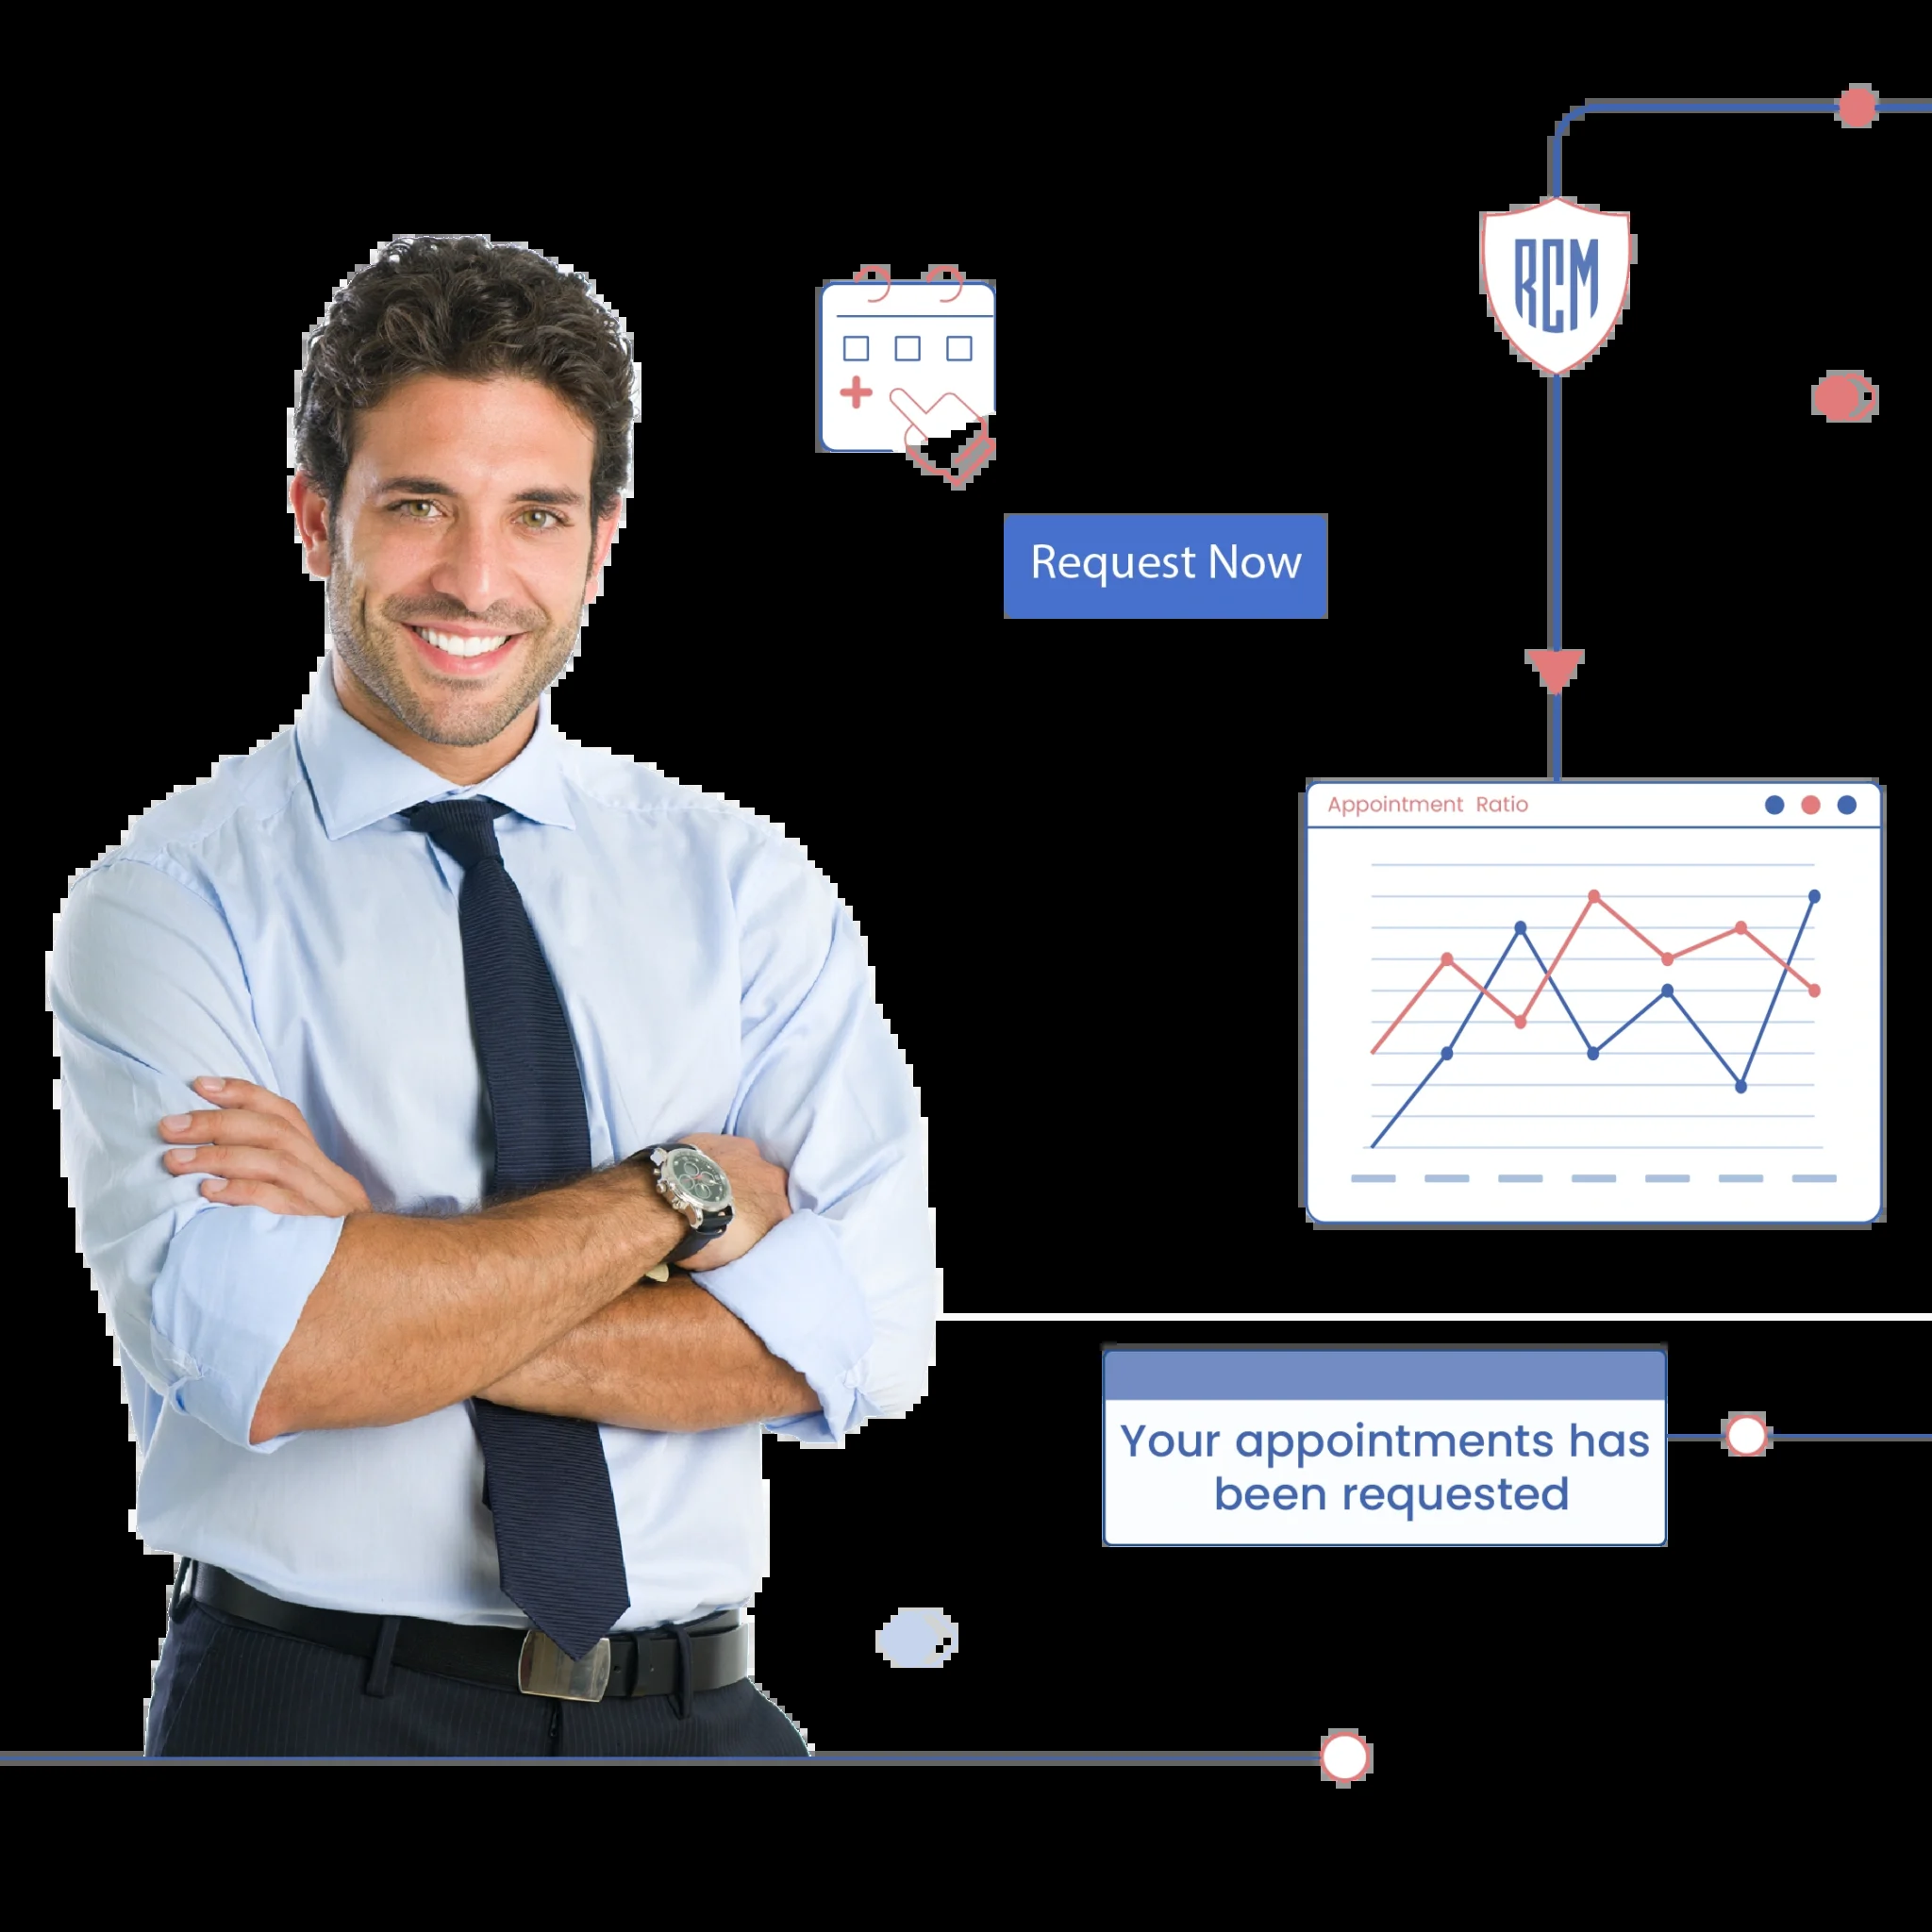 RCM
Request Now
Appointment Ratio
Your appointments has
been requested